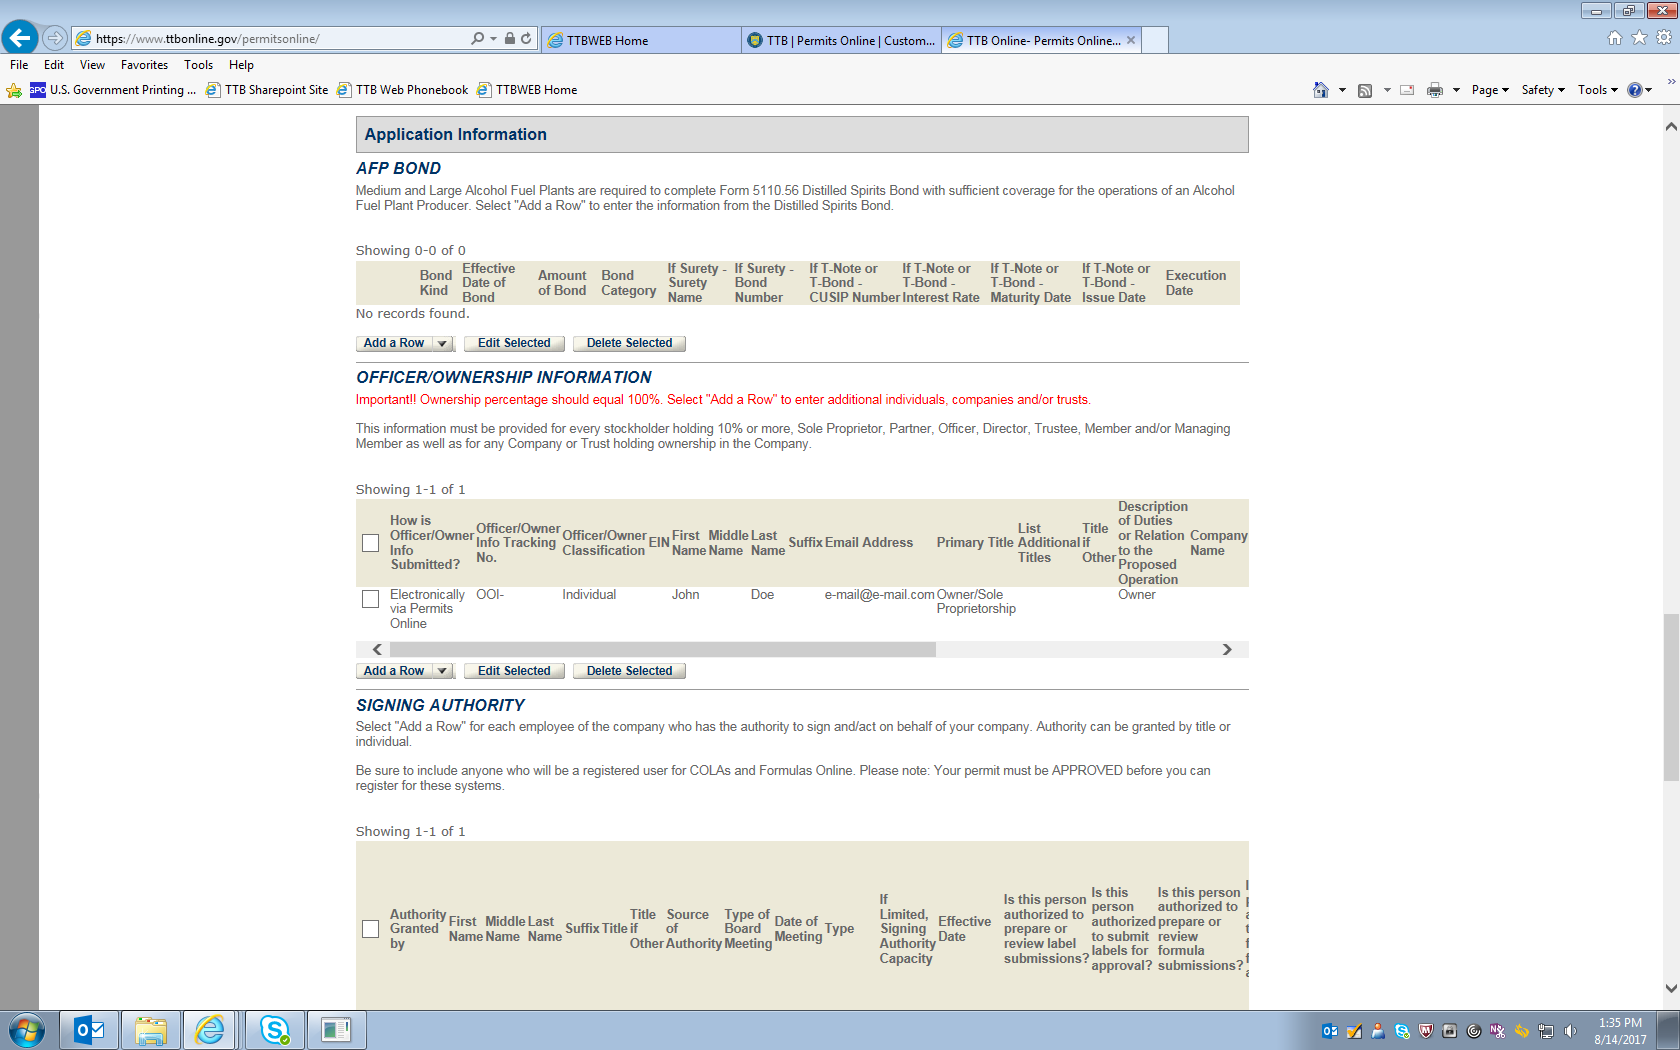 https://www.ttbonline.gov/permitsonline/
TTBWEB Home
TTB | Permits Online | Custom...
TTB Online- Permits Online...
File Edit View Favorites Tools Help
GPO U.S. Government Printing ... TTB Sharepoint Site TTB Web Phonebook TTBWEB Home
Page Safety Tools
Application Information
AFP BOND
Medium and Large Alcohol Fuel Plants are required to complete Form 5110.56 Distilled Spirits Bond with sufficient coverage for the operations of an Alcohol
Fuel Plant Producer. Select "Add a Row" to enter the information from the Distilled Spirits Bond.
Showing 0-0 of 0
Bond Kind
Effective Date of Bond
Amount of Bond
Bond Category
If Surety - Surety Name
If Surety - Bond Number
If T-Note or T-Bond - CUSIP Number
If T-Note or T-Bond - Interest Rate
If T-Note or T-Bond - Maturity Date
If T-Note or T-Bond - Issue Date
Execution Date
No records found.
Add a Row Edit Selected Delete Selected
OFFICER/OWNERSHIP INFORMATION
Important!! Ownership percentage should equal 100%. Select "Add a Row" to enter additional individuals, companies and/or trusts.
This information must be provided for every stockholder holding 10% or more, Sole Proprietor, Partner, Officer, Director, Trustee, Member and/or Managing
Member as well as for any Company or Trust holding ownership in the Company.
Showing 1-1 of 1
How is Officer/Owner Info Submitted?
Officer/Owner Info Tracking No.
Officer/Owner Classification
EIN
First Name
Middle Name
Last Name
Suffix
Email Address
Primary Title
List Additional Titles
Title if Other
Description of Duties or Relation to the Proposed Operation
Company Name
Electronically via Permits Online
OOI-
Individual
John
Doe
e-mail@e-mail.com
Owner/Sole Proprietorship
Owner
Add a Row Edit Selected Delete Selected
SIGNING AUTHORITY
Select "Add a Row" for each employee of the company who has the authority to sign and/act on behalf of your company. Authority can be granted by title or
individual.
Be sure to include anyone who will be a registered user for COLAs and Formulas Online. Please note: Your permit must be APPROVED before you can
register for these systems.
Showing 1-1 of 1
Authority Granted by
First Name
Middle Name
Last Name
Suffix
Title
Title if Other
Source of Authority
Type of Board Meeting
Date of Meeting
Type
If Limited, Signing Authority Capacity
Effective Date
Is this person authorized to prepare or review label submissions?
Is this person authorized to submit labels for approval?
Is this person authorized to prepare or review formula submissions?
1:35 PM
8/14/2017